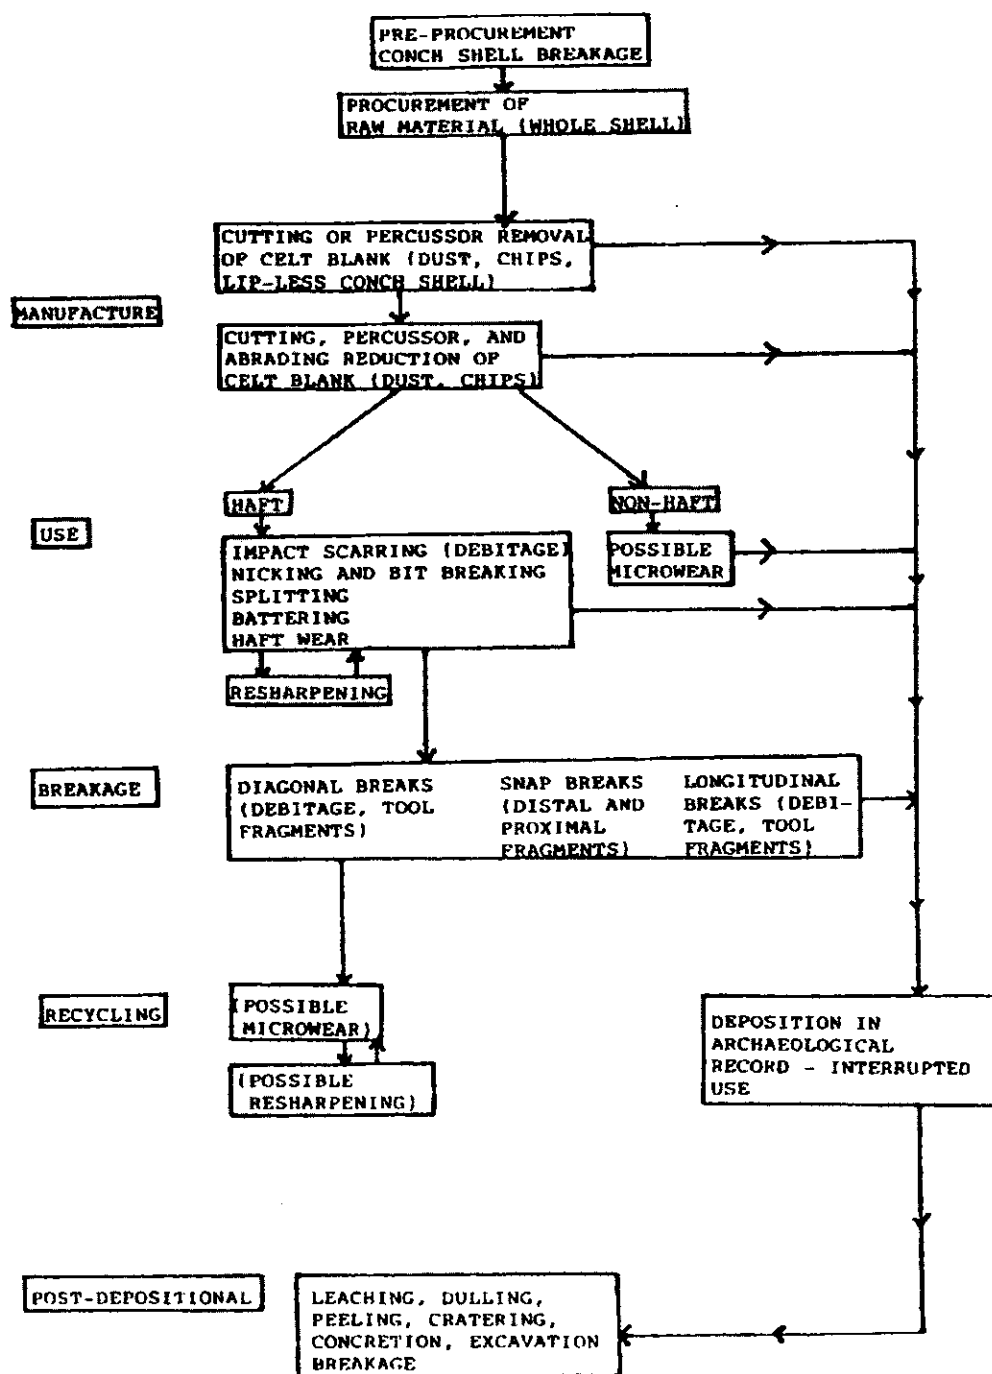 PRE-PROCUREMENT
CONCH SHELL BREAKAGE
PROCUREMENT OF
RAW MATERIAL (WHOLE SHELL)
CUTTING OR PERCUSSOR REMOVAL
OF CELT BLANK (DUST, CHIPS,
LIP-LESS CONCH SHELL)
MANUFACTURE
CUTTING, PERCUSSOR, AND
ABRADING REDUCTION OF
CELT BLANK (DUST, CHIPS)
HAFT
NON-HAFT
USE
IMPACT SCARRING (DEBITAGE)
NICKING AND BIT BREAKING
SPLITTING
BATTERING
HAFT WEAR
POSSIBLE
MICROWEAR
RESHARPENING
BREAKAGE
DIAGONAL BREAKS
(DEBITAGE, TOOL
FRAGMENTS)
SNAP BREAKS
(DISTAL AND
PROXIMAL
FRAGMENTS)
LONGITUDINAL
BREAKS (DEBI-
TAGE, TOOL
FRAGMENTS)
RECYCLING
(POSSIBLE
MICROWEAR)
(POSSIBLE
RESHARPENING)
DEPOSITION IN
ARCHAEOLOGICAL
RECORD - INTERRUPTED
USE
POST-DEPOSITIONAL
LEACHING, DULLING,
PEELING, CRATERING,
CONCRETION, EXCAVATION
BREAKAGE